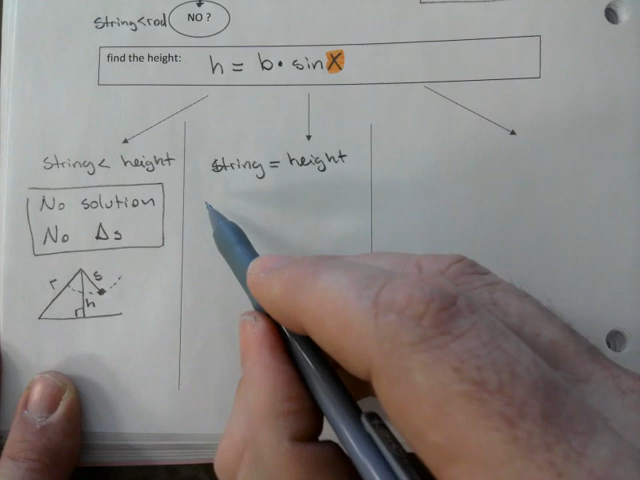 String<rod
NO ?
find the height: h = b • sin X
string < height
No solution
No Δs
r s
h
string = height